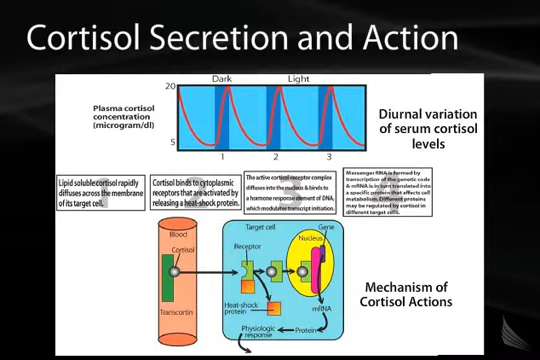 Cortisol Secretion and Action
Dark
Light
20
Plasma cortisol
concentration
(microgram/dl)
5
1
2
3
Diurnal variation
of serum cortisol
levels
Lipid soluble cortisol rapidly
diffuses across the membrane
of its target cell.
1
Cortisol binds to cytoplasmic
receptors that are activated by
releasing a heat-shock protein.
2
The active cortisol-receptor complex
diffuses into the nucleus & binds to
a hormone response element of DNA,
which modulates transcript initiation.
3
Messenger RNA is formed by
transcription of the genetic code
& mRNA is in turn translated into
a specific protein that affects cell
metabolism. Different proteins
may be regulated by cortisol in
different target cells.
4
Blood
Cortisol
Transcortin
Target cell
Receptor
Heat-shock
protein
Gene
Nucleus
mRNA
Protein
Physiologic
response
Mechanism of
Cortisol Actions